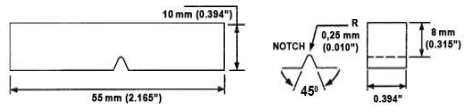 10 mm (0.394")
55 mm (2.165")
NOTCH
R
0,25 mm
(0.010")
45⁰
8 mm
(0.315")
0.394"